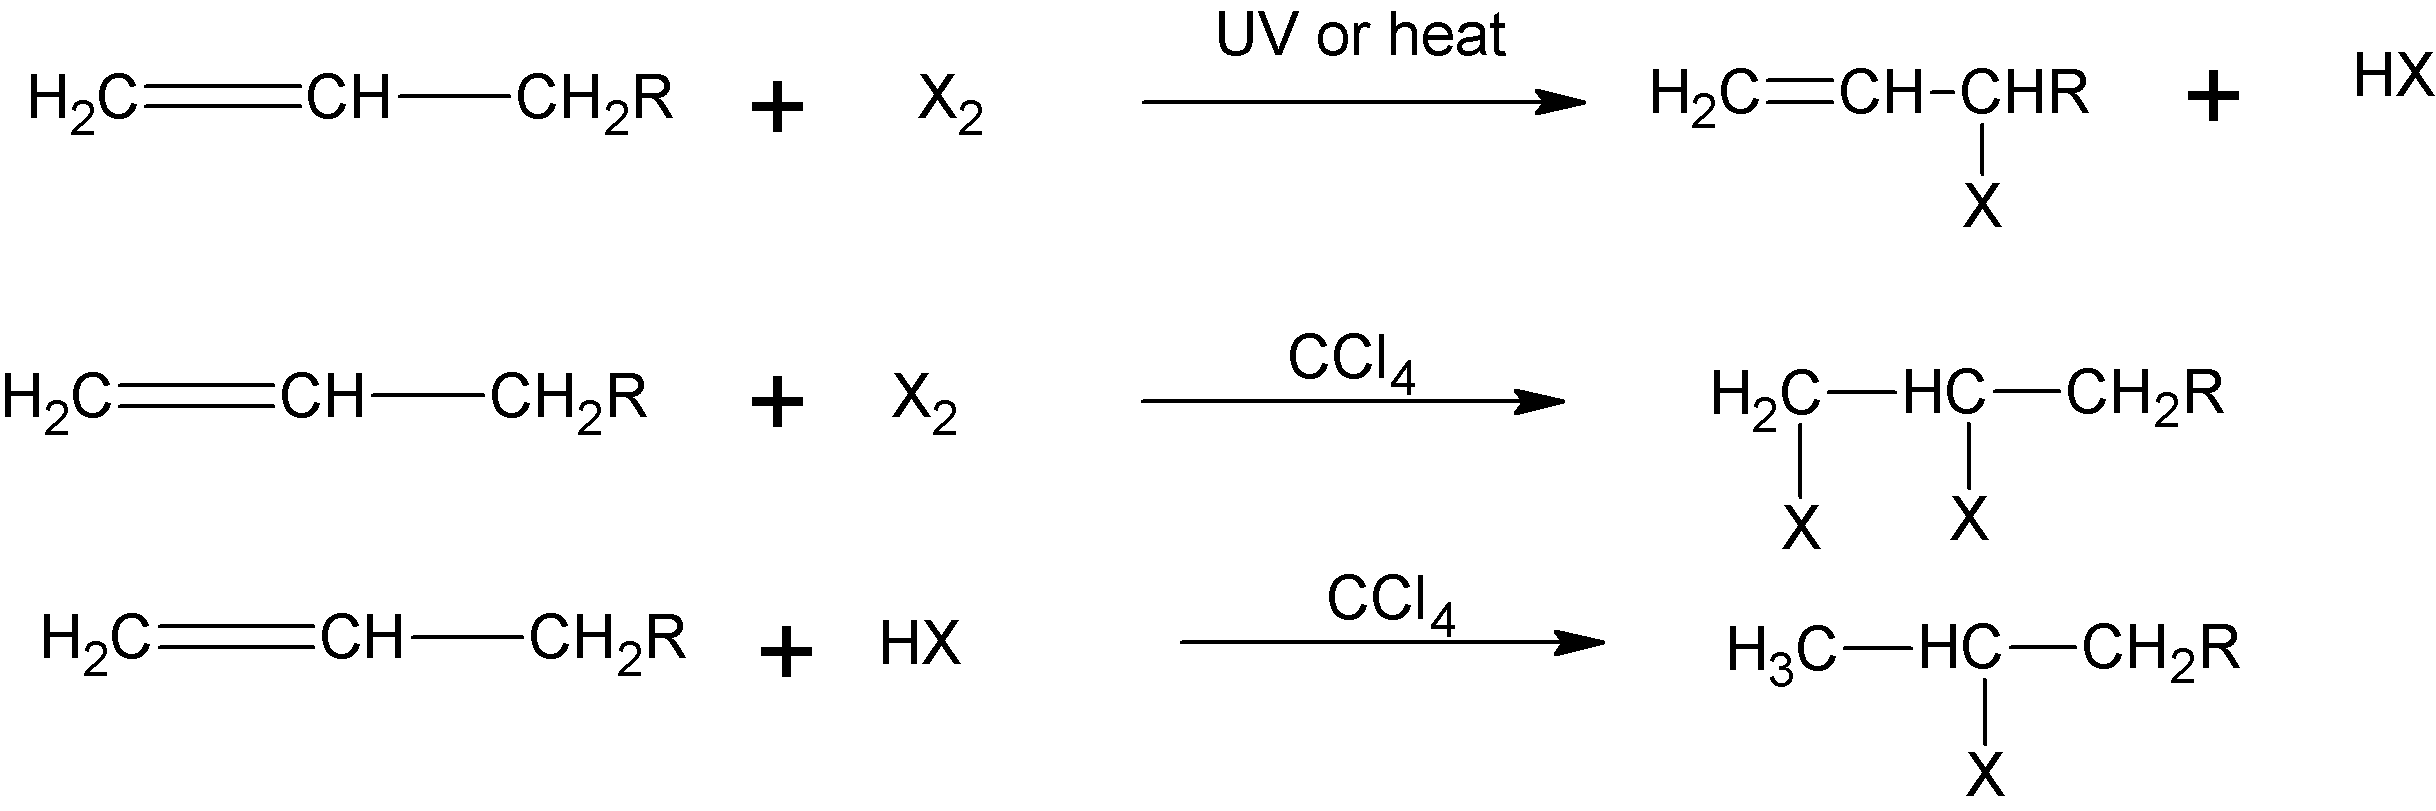 H₂C=CH—CH₂R + X₂ UV or heat H₂C=CH-CHR + HX
X
H₂C=CH—CH₂R + X₂ CCl₄ H₂C—HC—CH₂R
X X
H₂C=CH—CH₂R + HX CCl₄ H₃C—HC—CH₂R
X